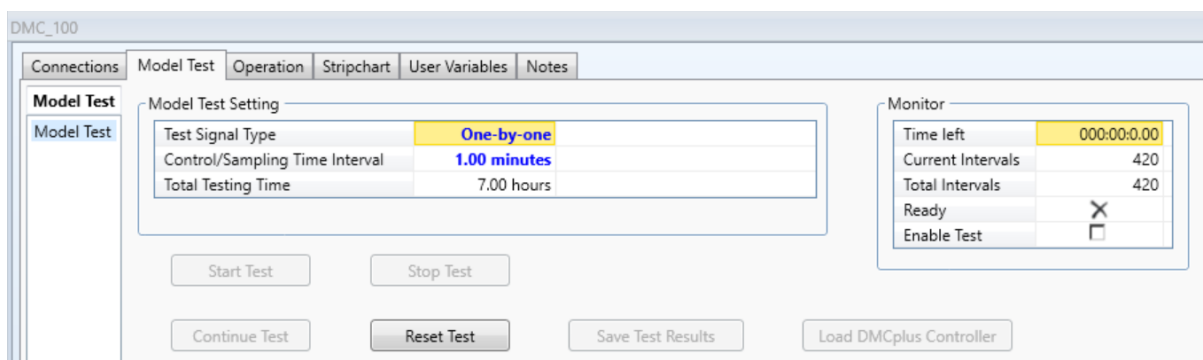 DMC_100
Connections Model Test Operation Stripchart User Variables Notes
Model Test
Model Test
Model Test Setting
Test Signal Type One-by-one
Control/Sampling Time Interval 1.00 minutes
Total Testing Time 7.00 hours
Monitor
Time left 000:00:0.00
Current Intervals 420
Total Intervals 420
Ready
Enable Test
Start Test Stop Test
Continue Test Reset Test Save Test Results Load DMCplus Controller